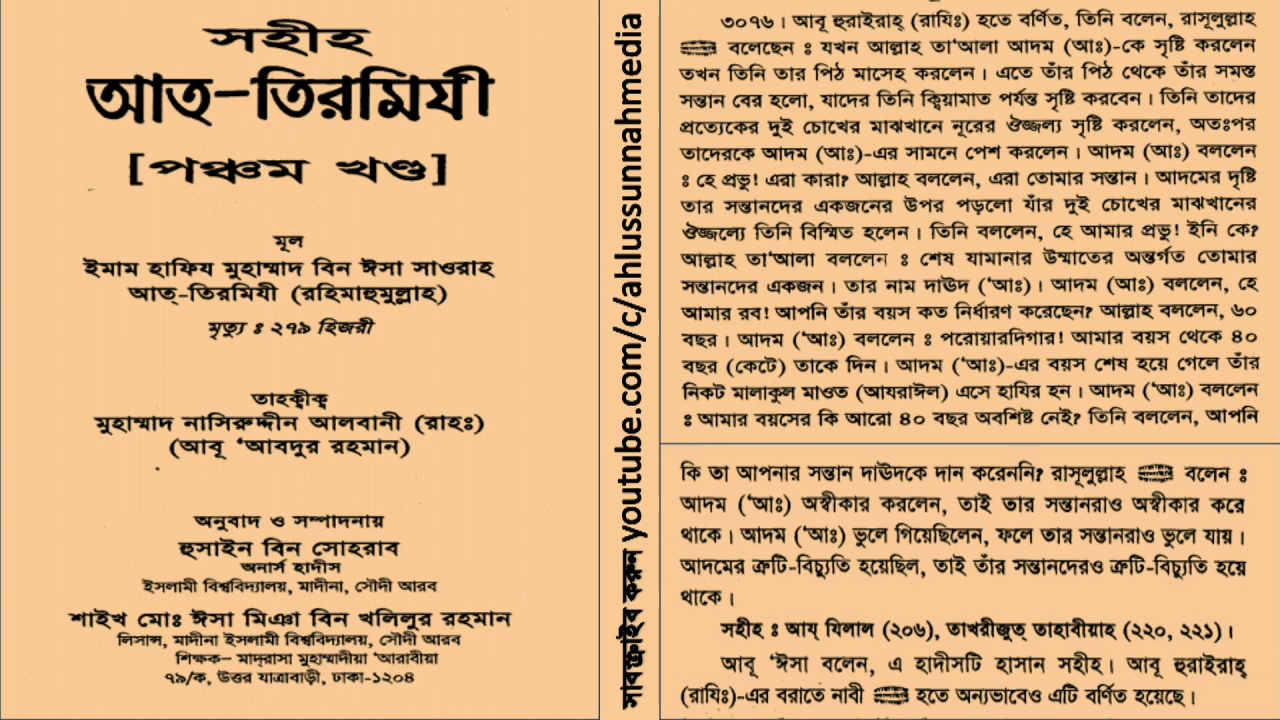 সহীহ
আত্-তিরমিযী
[পঞ্চম খণ্ড]
মূল
ইমাম হাফিয মুহাম্মাদ বিন ঈসা সাওরাহ
আত্-তিরমিযী (রহিমাহুমুল্লাহ)
মৃত্যু ঃ ২৭৯ হিজরী
তাহক্বীক্ব
মুহাম্মাদ নাসিরুদ্দীন আলবানী (রাহঃ)
(আবূ ‘আবদুর রহমান)
অনুবাদ ও সম্পাদনায়
হুসাইন বিন সোহরাব
অনার্স হাদীস
ইসলামী বিশ্ববিদ্যালয়, মাদীনা, সৌদী আরব
শাইখ মোঃ ঈসা মিঞা বিন খলিলুর রহমান
লিসান্স, মাদীনা ইসলামী বিশ্ববিদ্যালয়, সৌদী আরব
শিক্ষক– মাদ্‌রাসা মুহাম্মাদীয়া ‘আরাবীয়া
৭৯/ক, উত্তর যাত্রাবাড়ী, ঢাকা-১২০৪
সাবস্ক্রাইব করুন youtube.com/c/ahlussunnahmedia
৩০৭৬। আবূ হুরাইরাহ্ (রাযিঃ) হতে বর্ণিত, তিনি বলেন, রাসূলুল্লাহ
বলেছেন ঃ যখন আল্লাহ তা‘আলা আদম (আঃ)-কে সৃষ্টি করলেন
তখন তিনি তার পিঠ মাসেহ করলেন। এতে তাঁর পিঠ থেকে তাঁর সমস্ত
সন্তান বের হলো, যাদের তিনি ক্বিয়ামাত পর্যন্ত সৃষ্টি করবেন। তিনি তাদের
প্রত্যেকের দুই চোখের মাঝখানে নূরের ঔজ্জল্য সৃষ্টি করলেন, অতঃপর
তাদেরকে আদম (আঃ)-এর সামনে পেশ করলেন। আদম (আঃ) বললেন
ঃ হে প্রভু! এরা কারা? আল্লাহ বললেন, এরা তোমার সন্তান। আদমের দৃষ্টি
তার সন্তানদের একজনের উপর পড়লো যাঁর দুই চোখের মাঝখানের
ঔজ্জল্যে তিনি বিস্মিত হলেন। তিনি বললেন, হে আমার প্রভু! ইনি কে?
আল্লাহ তা‘আলা বললেন ঃ শেষ যামানার উম্মাতের অন্তর্গত তোমার
সন্তানদের একজন। তার নাম দাঊদ (‘আঃ)। আদম (আঃ) বললেন, হে
আমার রব! আপনি তাঁর বয়স কত নির্ধারণ করেছেন? আল্লাহ বললেন, ৬০
বছর। আদম (‘আঃ) বললেন ঃ পরোয়ারদিগার! আমার বয়স থেকে ৪০
বছর (কেটে) তাকে দিন। আদম (‘আঃ)-এর বয়স শেষ হয়ে গেলে তাঁর
নিকট মালাকুল মাওত (আযরাঈল) এসে হাযির হন। আদম (‘আঃ) বললেন
ঃ আমার বয়সের কি আরো ৪০ বছর অবশিষ্ট নেই? তিনি বললেন, আপনি
কি তা আপনার সন্তান দাঊদকে দান করেননি? রাসূলুল্লাহ বলেন ঃ
আদম (‘আঃ) অস্বীকার করলেন, তাই তার সন্তানরাও অস্বীকার করে
থাকে। আদম (‘আঃ) ভুলে গিয়েছিলেন, ফলে তার সন্তানরাও ভুলে যায়।
আদমের ত্রুটি-বিচ্যুতি হয়েছিল, তাই তাঁর সন্তানদেরও ত্রুটি-বিচ্যুতি হয়ে
থাকে।
সহীহ ঃ আয্ যিলাল (২০৬), তাখরীজুত্ তাহাবীয়াহ (২২০, ২২১)।
আবূ ‘ঈসা বলেন, এ হাদীসটি হাসান সহীহ। আবূ হুরাইরাহ্
(রাযিঃ)-এর বরাতে নাবী হতে অন্যভাবেও এটি বর্ণিত হয়েছে।